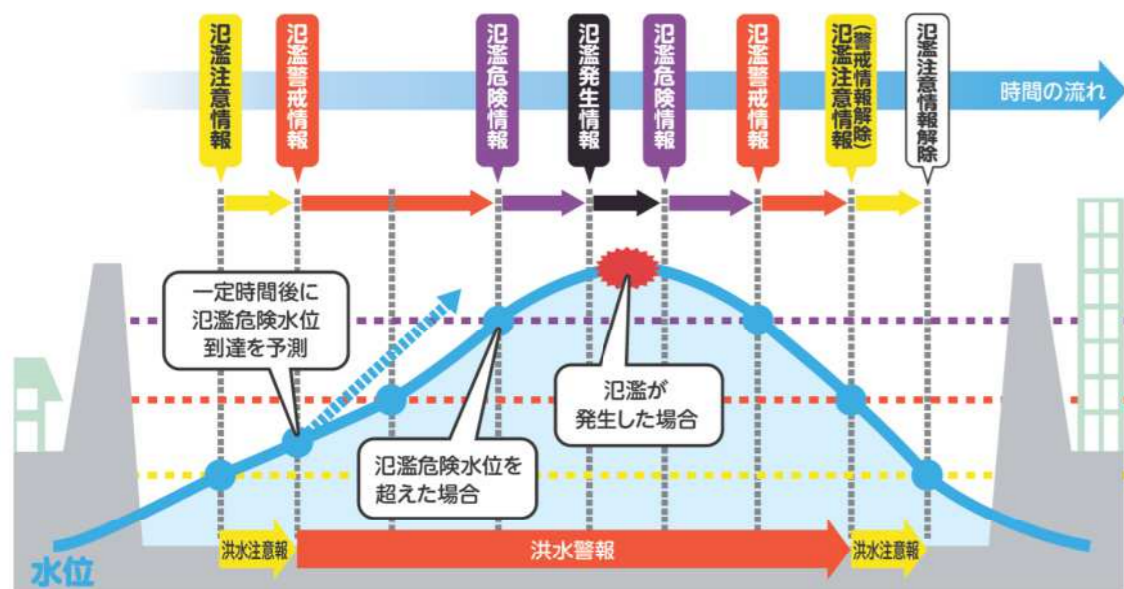 氾濫注意情報
氾濫警戒情報
氾濫危険情報
氾濫発生情報
氾濫危険情報
氾濫警戒情報
氾濫注意情報
(警戒情報解除)
氾濫注意情報解除
時間の流れ
一定時間後に
氾濫危険水位
到達を予測
氾濫が
発生した場合
氾濫危険水位を
超えた場合
洪水注意報
洪水警報
洪水注意報
水位